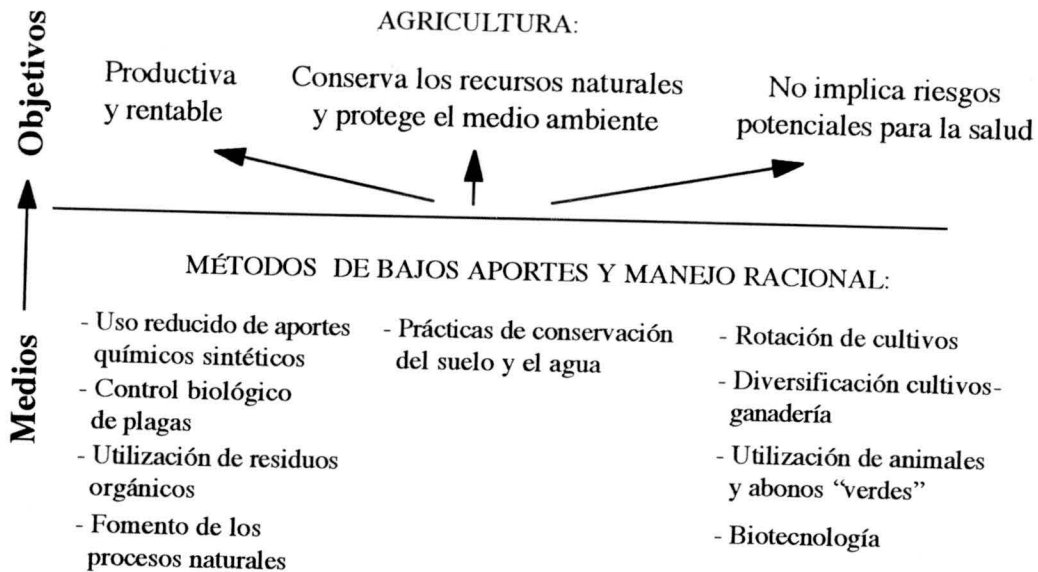 AGRICULTURA:
Objetivos
Productiva
y rentable
Conserva los recursos naturales
y protege el medio ambiente
No implica riesgos
potenciales para la salud
Medios
MÉTODOS DE BAJOS APORTES Y MANEJO RACIONAL:
- Uso reducido de aportes
químicos sintéticos
- Control biológico
de plagas
- Utilización de residuos
orgánicos
- Fomento de los
procesos naturales
- Prácticas de conservación
del suelo y el agua
- Rotación de cultivos
- Diversificación cultivos-
ganadería
- Utilización de animales
y abonos “verdes”
- Biotecnología